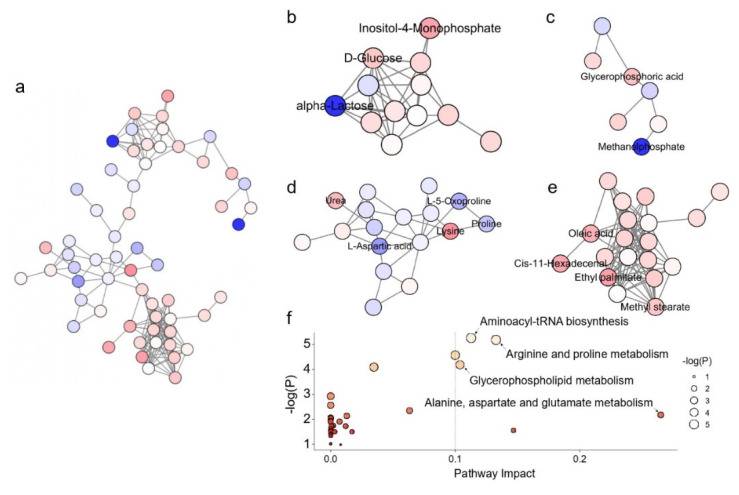 a
b
Inositol-4-Monophosphate
D-Glucose
alpha-Lactose
c
Glycerophosphoric acid
Methanelphosphate
d
Urea
L-5-Oxoproline
Proline
Lysine
L-Aspartic acid
e
Oleic acid
Cis-11-Hexadecenal
Ethyl palmitate
Methyl stearate
f
Aminoacyl-tRNA biosynthesis
Arginine and proline metabolism
Glycerophospholipid metabolism
Alanine, aspartate and glutamate metabolism
-log(P)
5
4
3
2
1
0.0
0.1
0.2
Pathway Impact
-log(P)
1
2
3
4
5